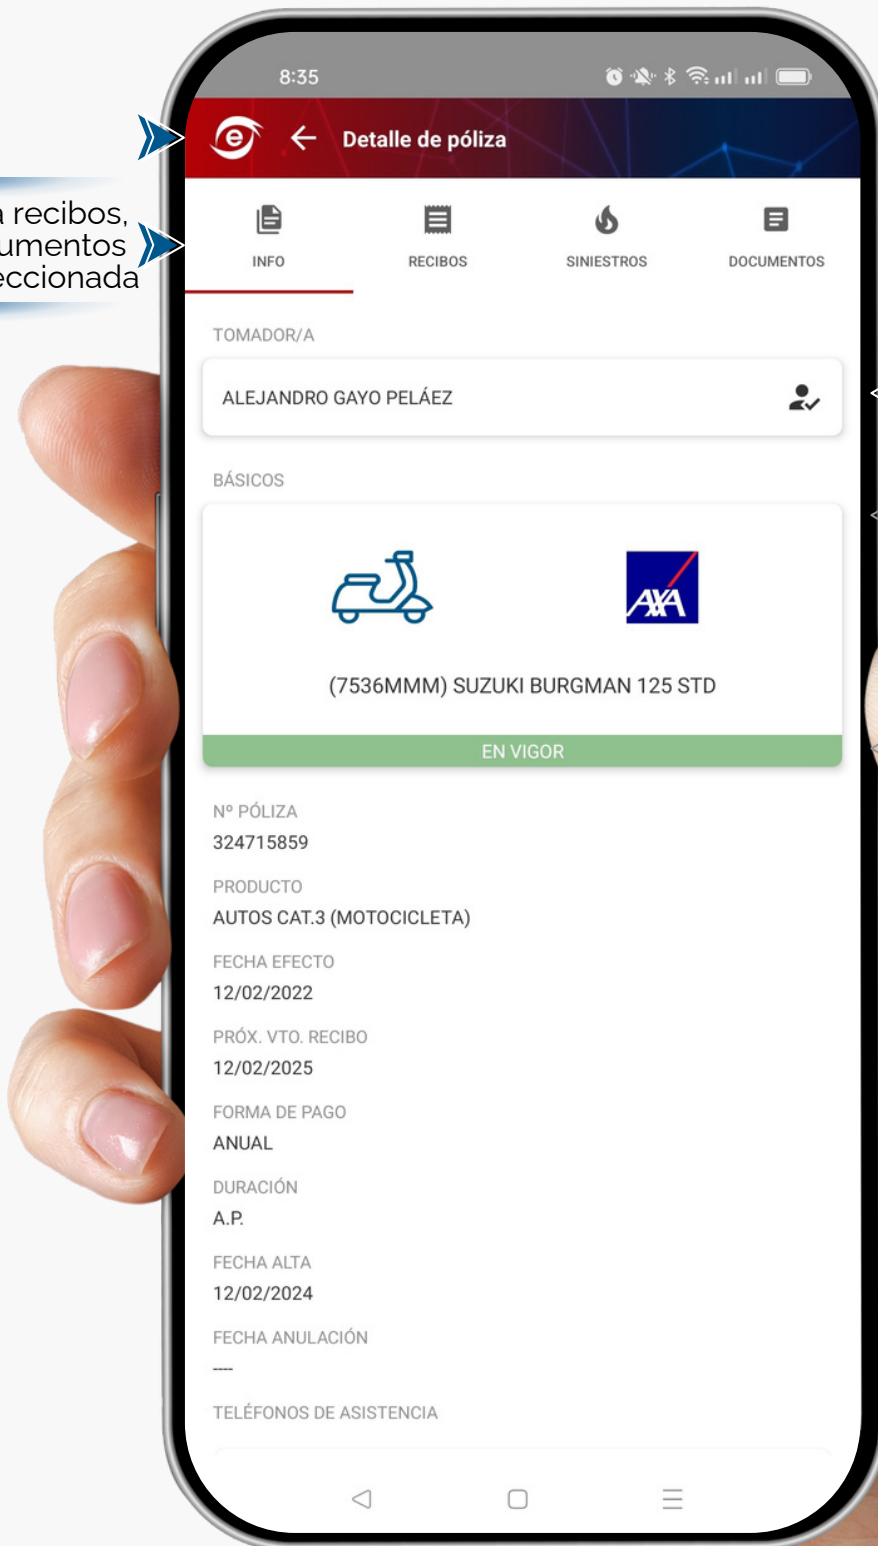 8:35
e
Detalle de póliza
a recibos,
INFO
RECIBOS
SINIESTROS
DOCUMENTOS
TOMADOR/A
ALEJANDRO GAYO PELÁEZ
BÁSICOS
AXA
(7536MMM) SUZUKI BURGMAN 125 STD
EN VIGOR
Nº PÓLIZA
324715859
PRODUCTO
AUTOS CAT.3 (MOTOCICLETA)
FECHA EFECTO
12/02/2022
PRÓX. VTO. RECIBO
12/02/2025
FORMA DE PAGO
ANUAL
DURACIÓN
A.P.
FECHA ALTA
12/02/2024
FECHA ANULACIÓN
----
TELÉFONOS DE ASISTENCIA